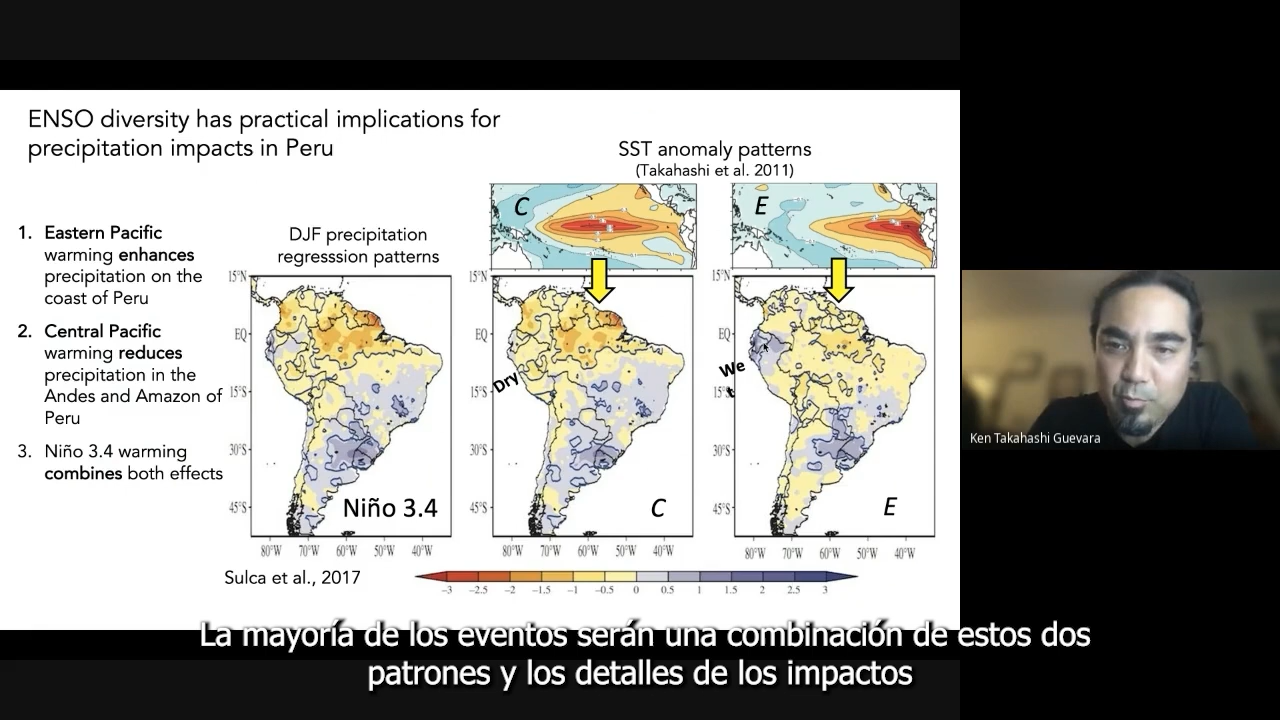 ENSO diversity has practical implications for
precipitation impacts in Peru
SST anomaly patterns
(Takahashi et al. 2011)
C
E
1. Eastern Pacific
warming enhances
precipitation on the
coast of Peru
2. Central Pacific
warming reduces
precipitation in the
Andes and Amazon of
Peru
3. Niño 3.4 warming
combines both effects
DJF precipitation
regresssion patterns
15°N
EQ
15°S
30°S
45°S
80°W 70°W 60°W 50°W 40°W
Niño 3.4
15°N
EQ
15°S
30°S
45°S
80°W 70°W 60°W 50°W 40°W
Dry
C
15°N
EQ
15°S
30°S
45°S
80°W 70°W 60°W 50°W 40°W
We
t
E
Sulca et al., 2017
−3 −2.5 −2 −1.5 −1 −0.5 0 0.5 1 1.5 2 2.5 3
Ken Takahashi Guevara
La mayoría de los eventos serán una combinación de estos dos
patrones y los detalles de los impactos